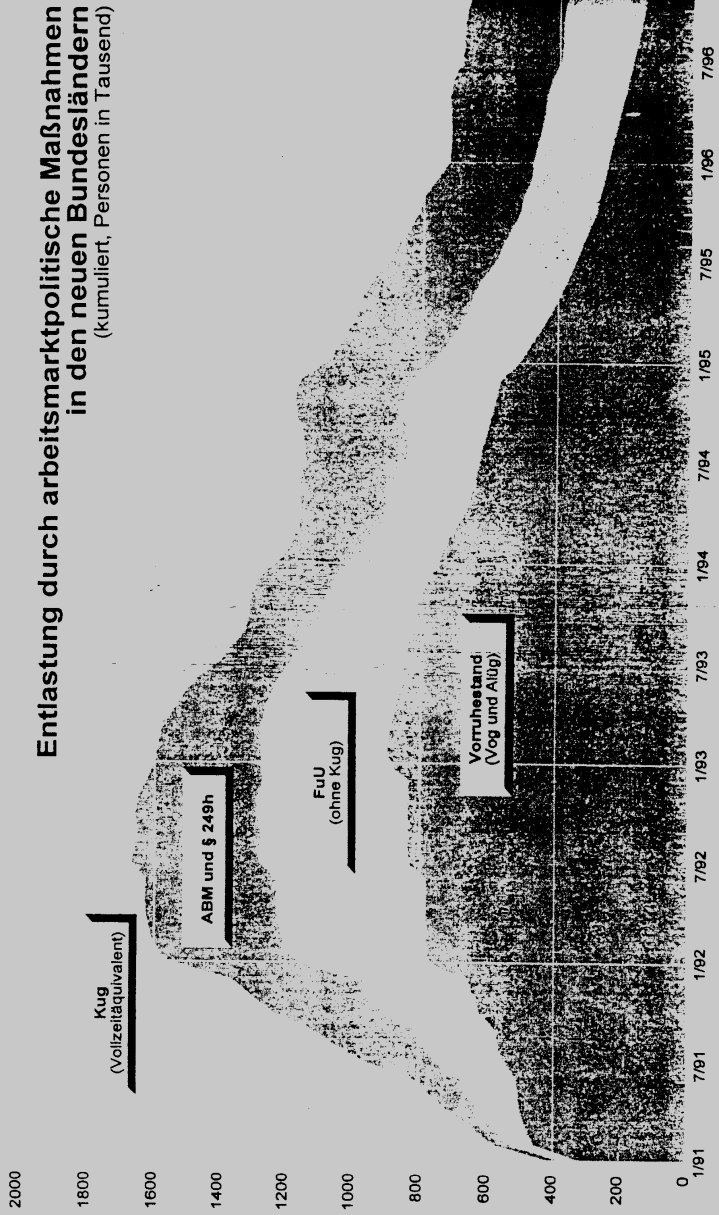 Entlastung durch arbeitsmarktpolitische Maßnahmen
in den neuen Bundesländern
(kumuliert, Personen in Tausend)
2000
1800
1600
1400
1200
1000
800
600
400
200
0
Kug
(Vollzeitäquivalent)
ABM und § 249h
FuU
(ohne Kug)
Vorruhestand
(Vog und Alüg)
1/91
7/91
1/92
7/92
1/93
7/93
1/94
7/94
1/95
7/95
1/96
7/96